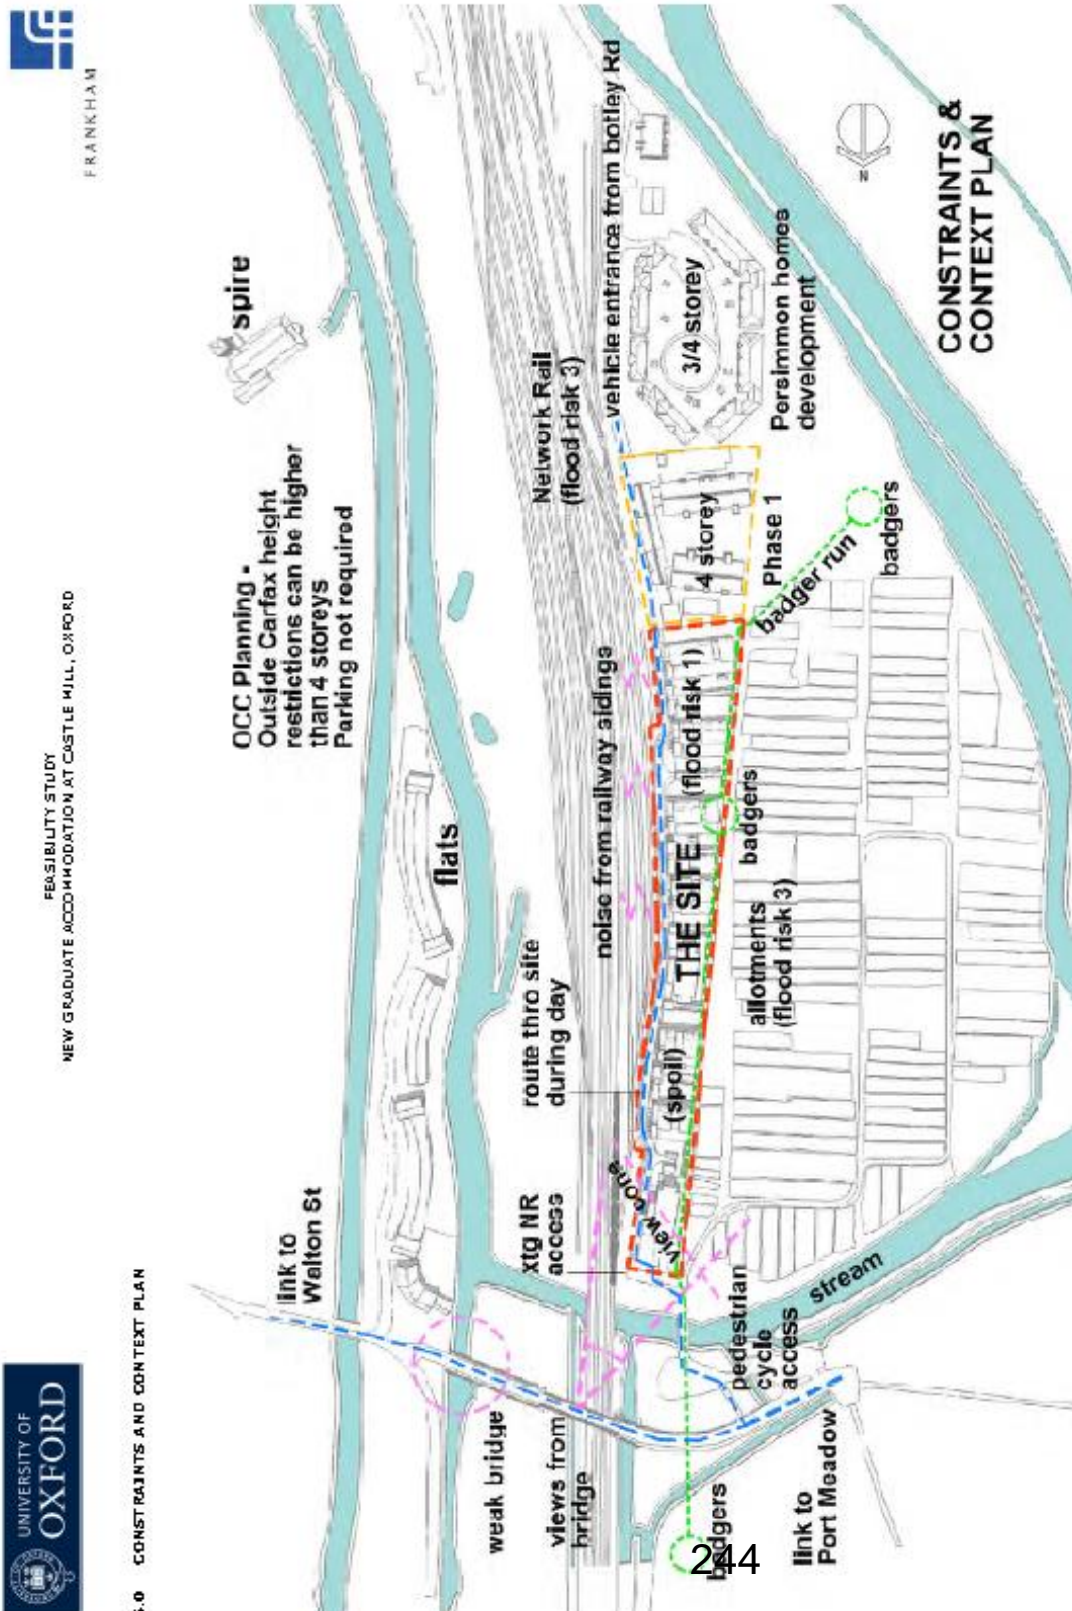 UNIVERSITY OF
OXFORD
FEASIBILITY STUDY
NEW GRADUATE ACCOMMODATION AT CASTLE MILL, OXFORD
FRANKHAM
CONSTRAINTS AND CONTEXT PLAN
link to
Walton St
OCC Planning -
Outside Carfax height
restrictions can be higher
than 4 storeys
Parking not required
spire
flats
weak bridge
views from
bridge
xtg NR
access
route thro site
during day
noise from railway sidings
Network Rail
(flood risk 3)
vehicle entrance from botley Rd
view cone
(spoil)
THE SITE
(flood risk 1)
4 storey
3/4 storey
Phase 1
Persimmon homes
development
badgers
badger run
badgers
badgers
allotments
(flood risk 3)
pedestrian
cycle
access
stream
link to
Port Meadow
N
CONSTRAINTS &
CONTEXT PLAN
244